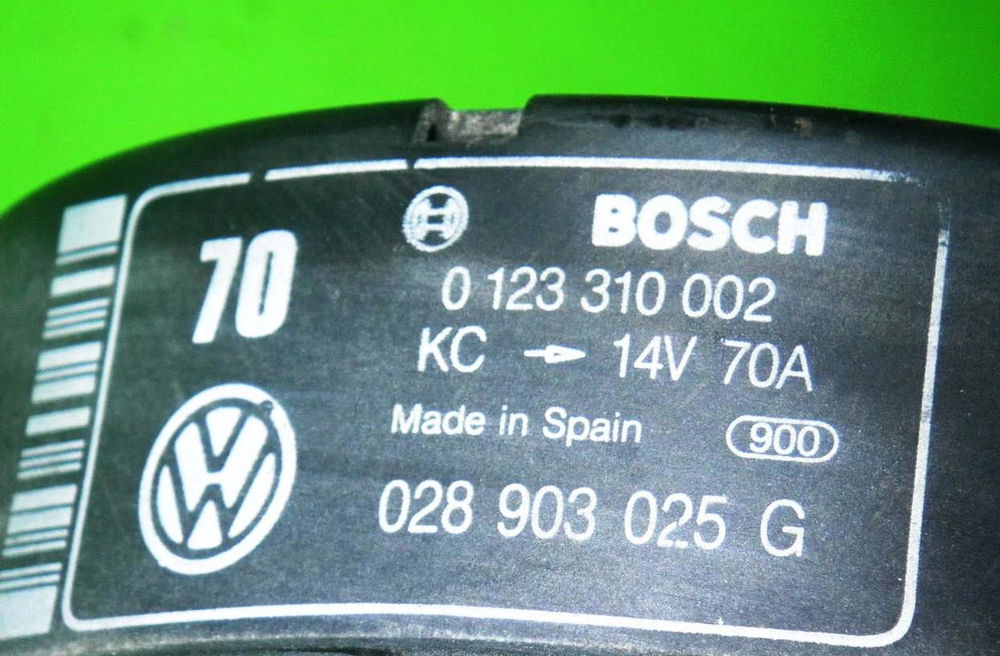 70
BOSCH
0 123 310 002
KC → 14V 70A
Made in Spain 900
028 903 025 G